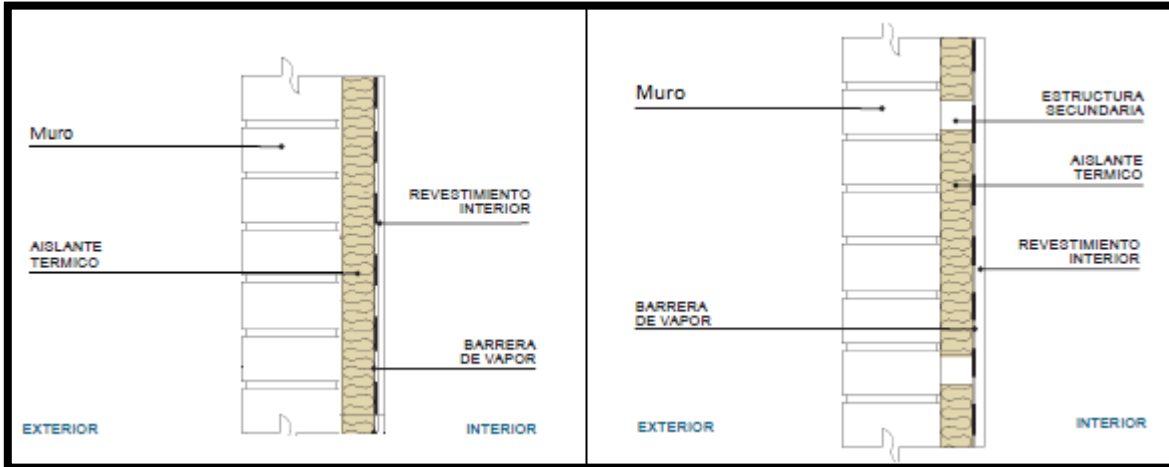 Muro
REVESTIMIENTO
INTERIOR
AISLANTE
TERMICO
BARRERA
DE VAPOR
EXTERIOR
INTERIOR
Muro
ESTRUCTURA
SECUNDARIA
AISLANTE
TERMICO
REVESTIMIENTO
INTERIOR
BARRERA
DE VAPOR
EXTERIOR
INTERIOR